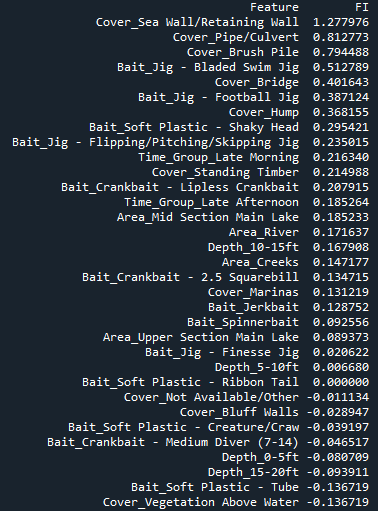 Feature FI
Cover_Sea Wall/Retaining Wall 1.277976
Cover_Pipe/Culvert 0.812773
Cover_Brush Pile 0.794488
Bait_Jig - Bladed Swim Jig 0.512789
Cover_Bridge 0.401643
Bait_Jig - Football Jig 0.387124
Cover_Hump 0.368155
Bait_Soft Plastic - Shaky Head 0.295421
Bait_Jig - Flipping/Pitching/Skipping Jig 0.235015
Time_Group_Late Morning 0.216340
Cover_Standing Timber 0.214988
Bait_Crankbait - Lipless Crankbait 0.207915
Time_Group_Late Afternoon 0.185264
Area_Mid Section Main Lake 0.185233
Area_River 0.171637
Depth_10-15ft 0.167908
Area_Creeks 0.147177
Bait_Crankbait - 2.5 Squarebill 0.134715
Cover_Marinas 0.131219
Bait_Jerkbait 0.128752
Bait_Spinnerbait 0.092556
Area_Upper Section Main Lake 0.089373
Bait_Jig - Finesse Jig 0.020622
Depth_5-10ft 0.006680
Bait_Soft Plastic - Ribbon Tail 0.000000
Cover_Not Available/Other -0.011134
Cover_Bluff Walls -0.028947
Bait_Soft Plastic - Creature/Craw -0.039197
Bait_Crankbait - Medium Diver (7-14) -0.046517
Depth_0-5ft -0.080709
Depth_15-20ft -0.093911
Bait_Soft Plastic - Tube -0.136719
Cover_Vegetation Above Water -0.136719